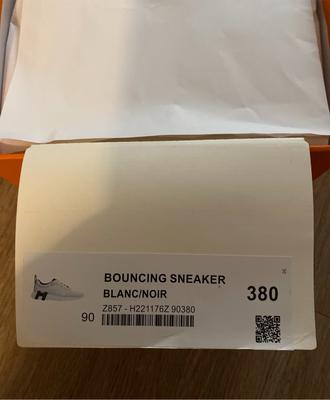 BOUNCING SNEAKER
BLANC/NOIR
380
Z857 - H221176Z 90380
90